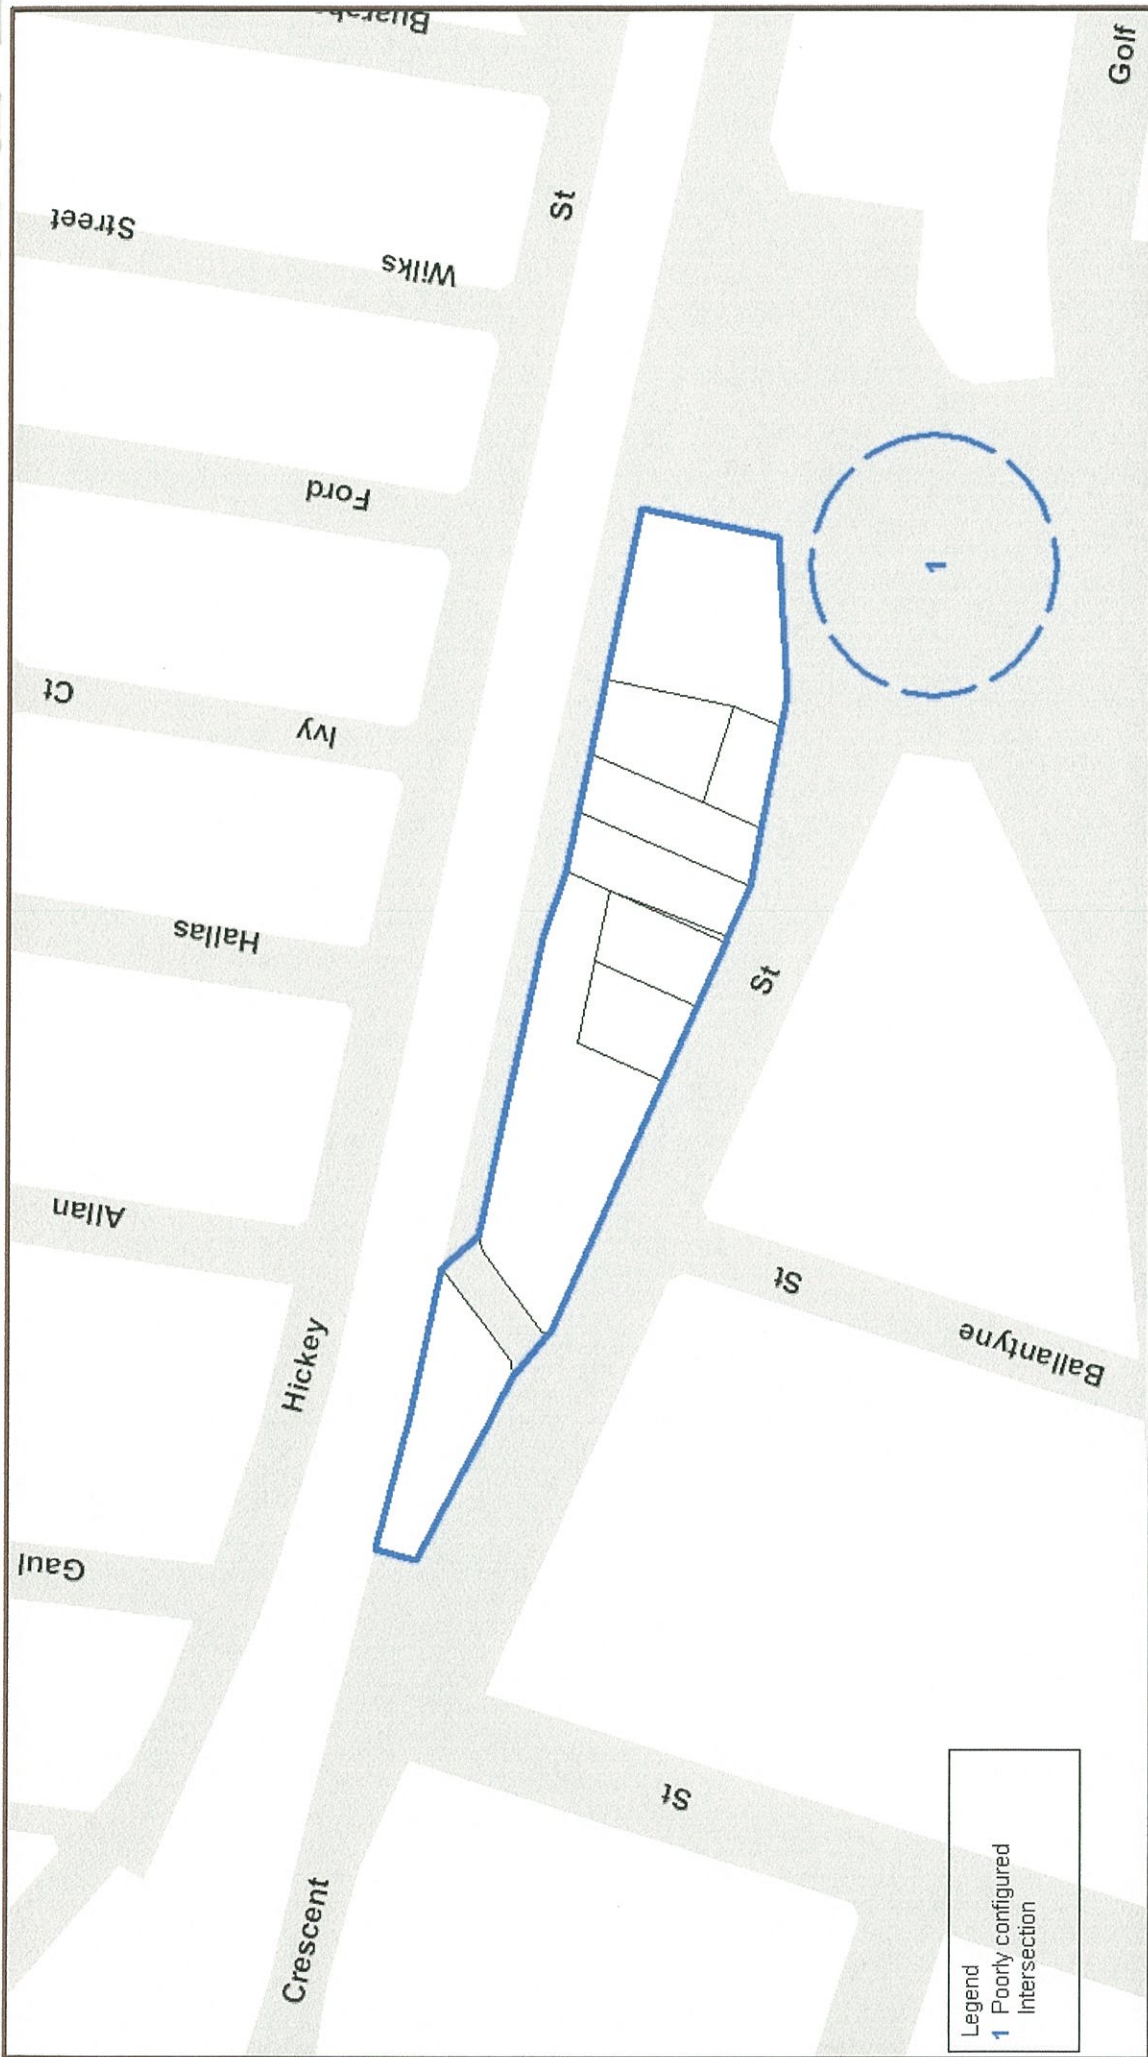 Golf
Street
Wilks
St
Ford
Ct
Ivy
Hallas
Allan
Hickey
Gaul
Crescent
St
St
Ballantyne
St
1
Legend
1 Poorly configured
Intersection